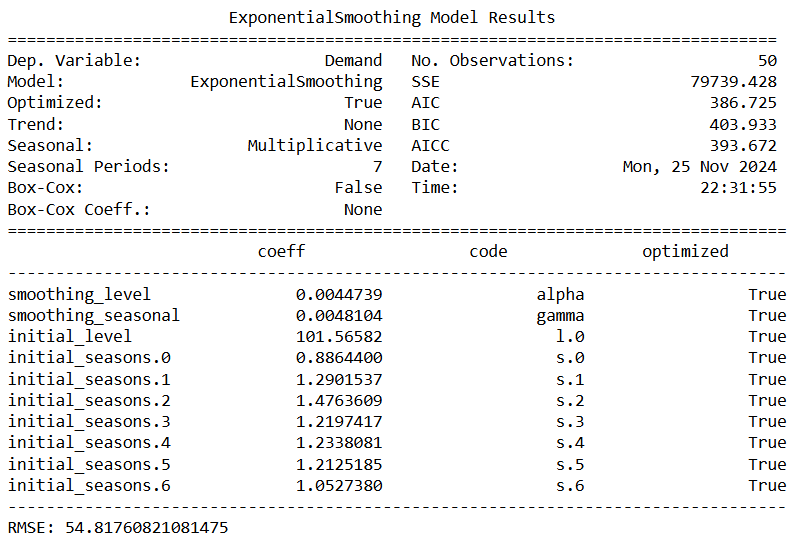 ExponentialSmoothing Model Results
================================================================================
Dep. Variable: Demand No. Observations: 50
Model: ExponentialSmoothing SSE 79739.428
Optimized: True AIC 386.725
Trend: None BIC 403.933
Seasonal: Multiplicative AICC 393.672
Seasonal Periods: 7 Date: Mon, 25 Nov 2024
Box-Cox: False Time: 22:31:55
Box-Cox Coeff.: None
=================================================================================
coeff code optimized
---------------------------------------------------------------------------------
smoothing_level 0.0044739 alpha True
smoothing_seasonal 0.0048104 gamma True
initial_level 101.56582 l.0 True
initial_seasons.0 0.8864400 s.0 True
initial_seasons.1 1.2901537 s.1 True
initial_seasons.2 1.4763609 s.2 True
initial_seasons.3 1.2197417 s.3 True
initial_seasons.4 1.2338081 s.4 True
initial_seasons.5 1.2125185 s.5 True
initial_seasons.6 1.0527380 s.6 True
---------------------------------------------------------------------------------
RMSE: 54.81760821081475